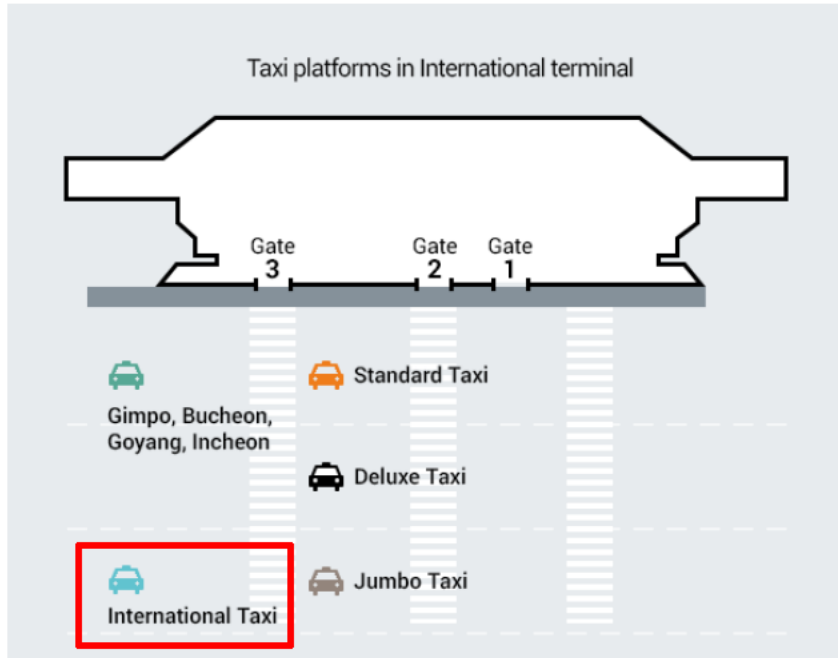 Taxi platforms in International terminal
Gate Gate Gate
3 2 1
Standard Taxi
Gimpo, Bucheon,
Goyang, Incheon
Deluxe Taxi
Jumbo Taxi
International Taxi